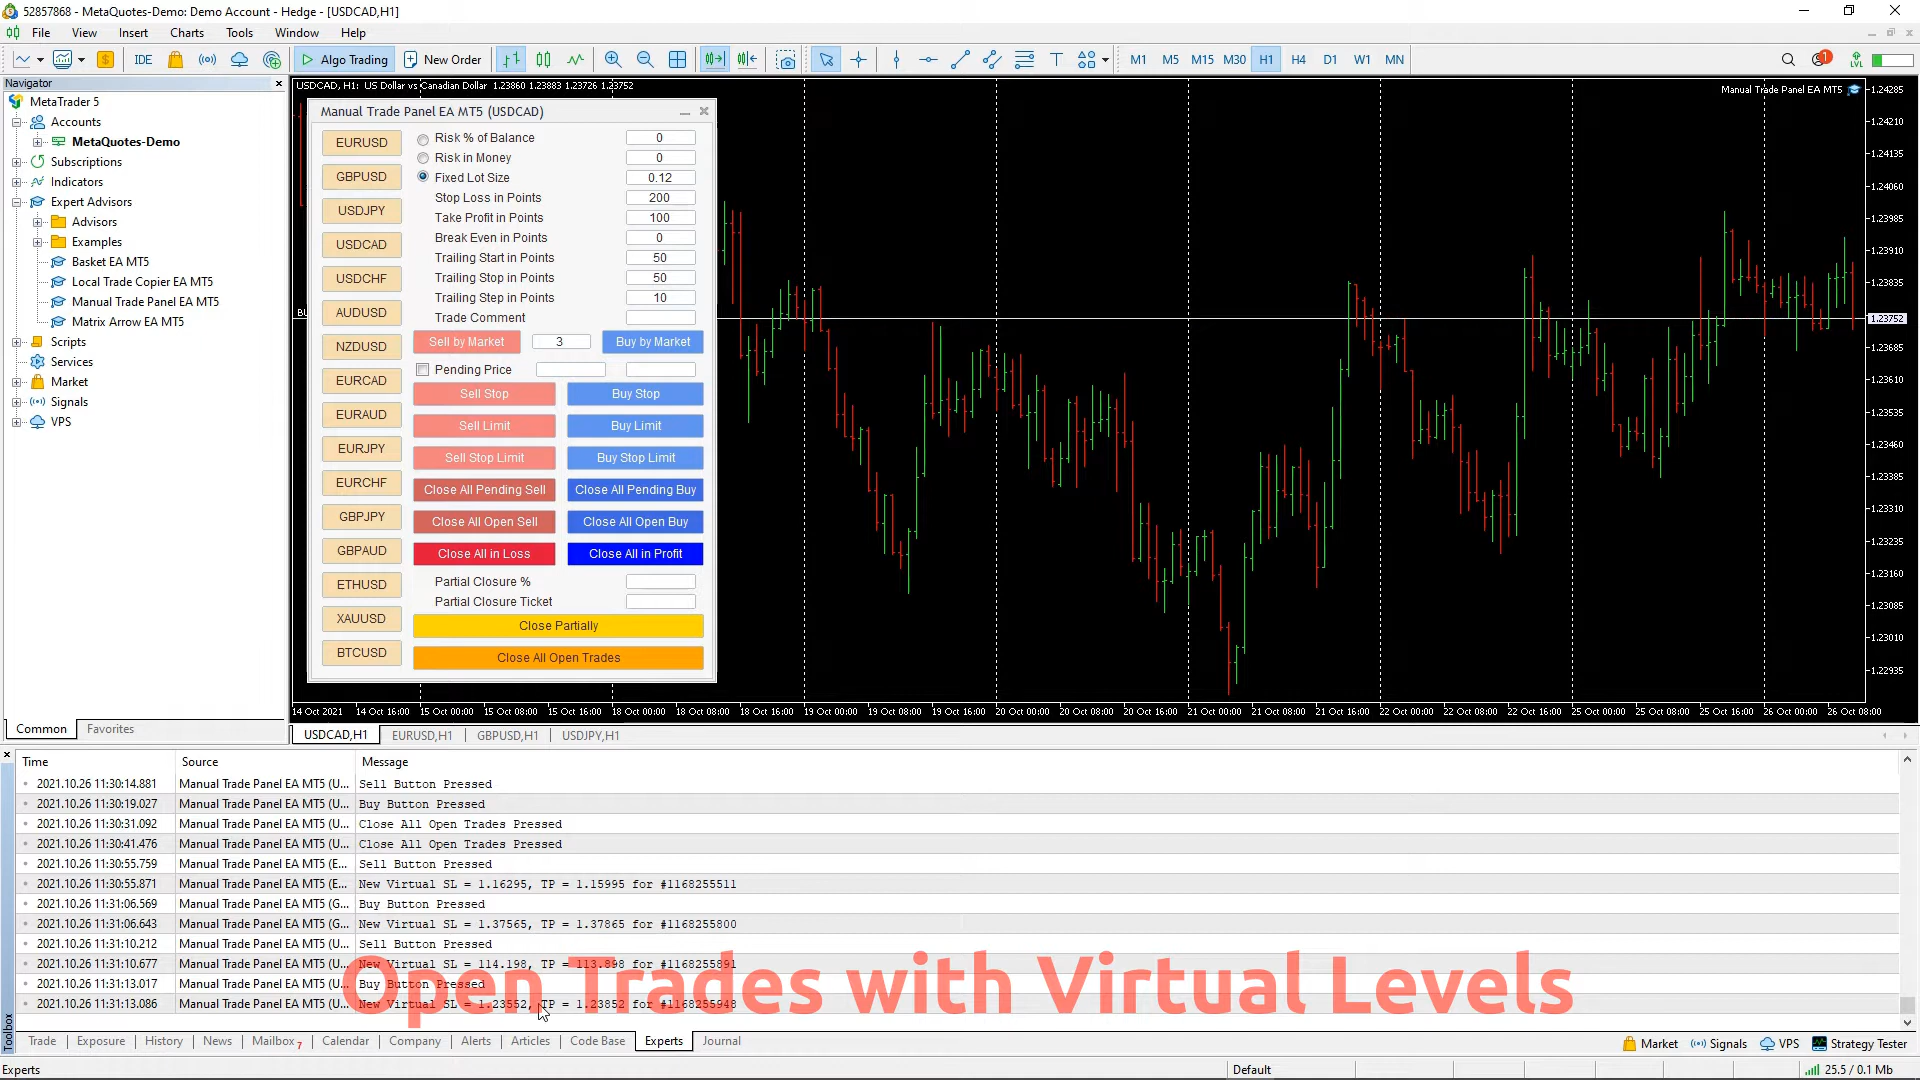 52857868 - MetaQuotes-Demo: Demo Account - Hedge - [USDCAD,H1]
File View Insert Charts Tools Window Help
IDE Algo Trading New Order T M1 M5 M15 M30 H1 H4 D1 W1 MN 1 LVL
Navigator
MetaTrader 5
Accounts
MetaQuotes-Demo
Subscriptions
Indicators
Expert Advisors
Advisors
Examples
Basket EA MT5
Local Trade Copier EA MT5
Manual Trade Panel EA MT5
Matrix Arrow EA MT5
Scripts
Services
Market
Signals
VPS
Common Favorites
USDCAD, H1: US Dollar vs Canadian Dollar 1.23860 1.23883 1.23726 1.23752
Manual Trade Panel EA MT5
Manual Trade Panel EA MT5 (USDCAD)
EURUSD
GBPUSD
USDJPY
USDCAD
USDCHF
AUDUSD
NZDUSD
EURCAD
EURAUD
EURJPY
EURCHF
GBPJPY
GBPAUD
ETHUSD
XAUUSD
BTCUSD
Risk % of Balance 0
Risk in Money 0
Fixed Lot Size 0.12
Stop Loss in Points 200
Take Profit in Points 100
Break Even in Points 0
Trailing Start in Points 50
Trailing Stop in Points 50
Trailing Step in Points 10
Trade Comment
Sell by Market 3 Buy by Market
Pending Price
Sell Stop Buy Stop
Sell Limit Buy Limit
Sell Stop Limit Buy Stop Limit
Close All Pending Sell Close All Pending Buy
Close All Open Sell Close All Open Buy
Close All in Loss Close All in Profit
Partial Closure %
Partial Closure Ticket
Close Partially
Close All Open Trades
1.24285
1.24210
1.24135
1.24060
1.23985
1.23910
1.23835
1.23752
1.23685
1.23610
1.23535
1.23460
1.23385
1.23310
1.23235
1.23160
1.23085
1.23010
1.22935
14 Oct 2021 14 Oct 16:00 15 Oct 00:00 15 Oct 08:00 15 Oct 16:00 18 Oct 00:00 18 Oct 08:00 18 Oct 16:00 19 Oct 00:00 19 Oct 08:00 19 Oct 16:00 20 Oct 00:00 20 Oct 08:00 20 Oct 16:00 21 Oct 00:00 21 Oct 08:00 21 Oct 16:00 22 Oct 00:00 22 Oct 08:00 22 Oct 16:00 25 Oct 00:00 25 Oct 08:00 25 Oct 16:00 26 Oct 00:00 26 Oct 08:00
USDCAD,H1 EURUSD,H1 GBPUSD,H1 USDJPY,H1
Time Source Message
2021.10.26 11:30:14.881 Manual Trade Panel EA MT5 (U... Sell Button Pressed
2021.10.26 11:30:19.027 Manual Trade Panel EA MT5 (U... Buy Button Pressed
2021.10.26 11:30:31.092 Manual Trade Panel EA MT5 (U... Close All Open Trades Pressed
2021.10.26 11:30:41.476 Manual Trade Panel EA MT5 (U... Close All Open Trades Pressed
2021.10.26 11:30:55.759 Manual Trade Panel EA MT5 (E... Sell Button Pressed
2021.10.26 11:30:55.871 Manual Trade Panel EA MT5 (E... New Virtual SL = 1.16295, TP = 1.15995 for #1168255511
2021.10.26 11:31:06.569 Manual Trade Panel EA MT5 (G... Buy Button Pressed
2021.10.26 11:31:06.643 Manual Trade Panel EA MT5 (G... New Virtual SL = 1.37565, TP = 1.37865 for #1168255800
2021.10.26 11:31:10.212 Manual Trade Panel EA MT5 (U... Sell Button Pressed
2021.10.26 11:31:10.677 Manual Trade Panel EA MT5 (U... New Virtual SL = 114.198, TP = 113.898 for #1168255891
2021.10.26 11:31:13.017 Manual Trade Panel EA MT5 (U... Buy Button Pressed
2021.10.26 11:31:13.086 Manual Trade Panel EA MT5 (U... New Virtual SL = 1.23552, TP = 1.23852 for #1168255948
Open Trades with Virtual Levels
Toolbox
Trade Exposure History News Mailbox 7 Calendar Company Alerts Articles Code Base Experts Journal
Market Signals VPS Strategy Tester
Experts Default 25.5 / 0.1 Mb